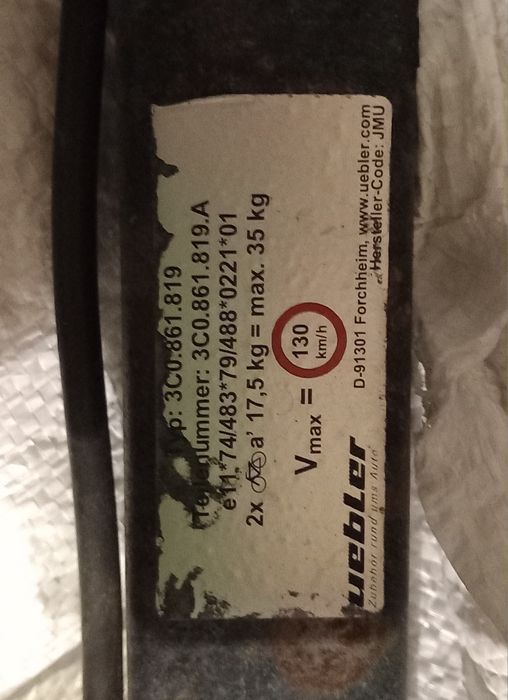 p: 3C0.861.819
Teilenummer: 3C0.861.819.A
e11*74/483*79/488*0221*01
2x a' 17,5 kg = max. 35 kg
Vmax = 130 km/h
uebler
Zubehör rund ums Auto
D-91301 Forchheim, www.uebler.com
Hersteller-Code: JMU